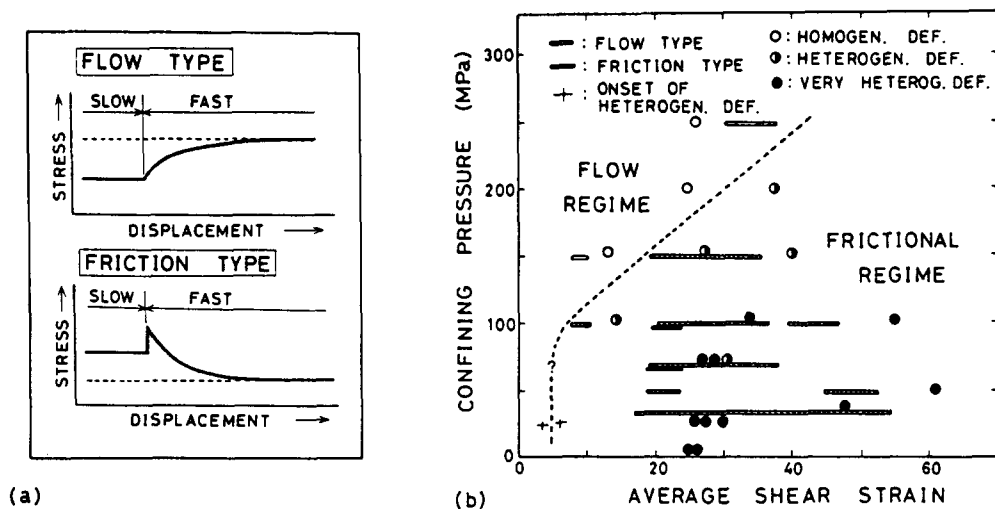 FLOW TYPE
SLOW FAST
STRESS →
DISPLACEMENT →
FRICTION TYPE
SLOW FAST
STRESS →
DISPLACEMENT →
(a)
CONFINING PRESSURE (MPa)
300
200
100
0
: FLOW TYPE
: FRICTION TYPE
+ : ONSET OF
HETEROGEN. DEF.
○ : HOMOGEN. DEF.
◑ : HETEROGEN. DEF.
● : VERY HETEROG. DEF.
FLOW
REGIME
FRICTIONAL
REGIME
?
0 20 40 60
AVERAGE SHEAR STRAIN
(b)